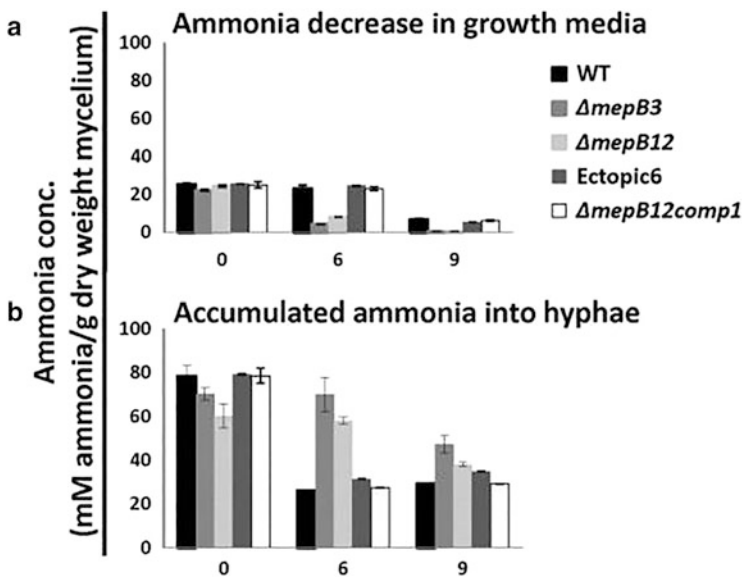 a
Ammonia decrease in growth media
100
80
60
40
20
0
0 6 9
WT
ΔmepB3
ΔmepB12
Ectopic6
ΔmepB12comp1
Ammonia conc.
(mM ammonia/g dry weight mycelium)
b
Accumulated ammonia into hyphae
100
80
60
40
20
0
0 6 9